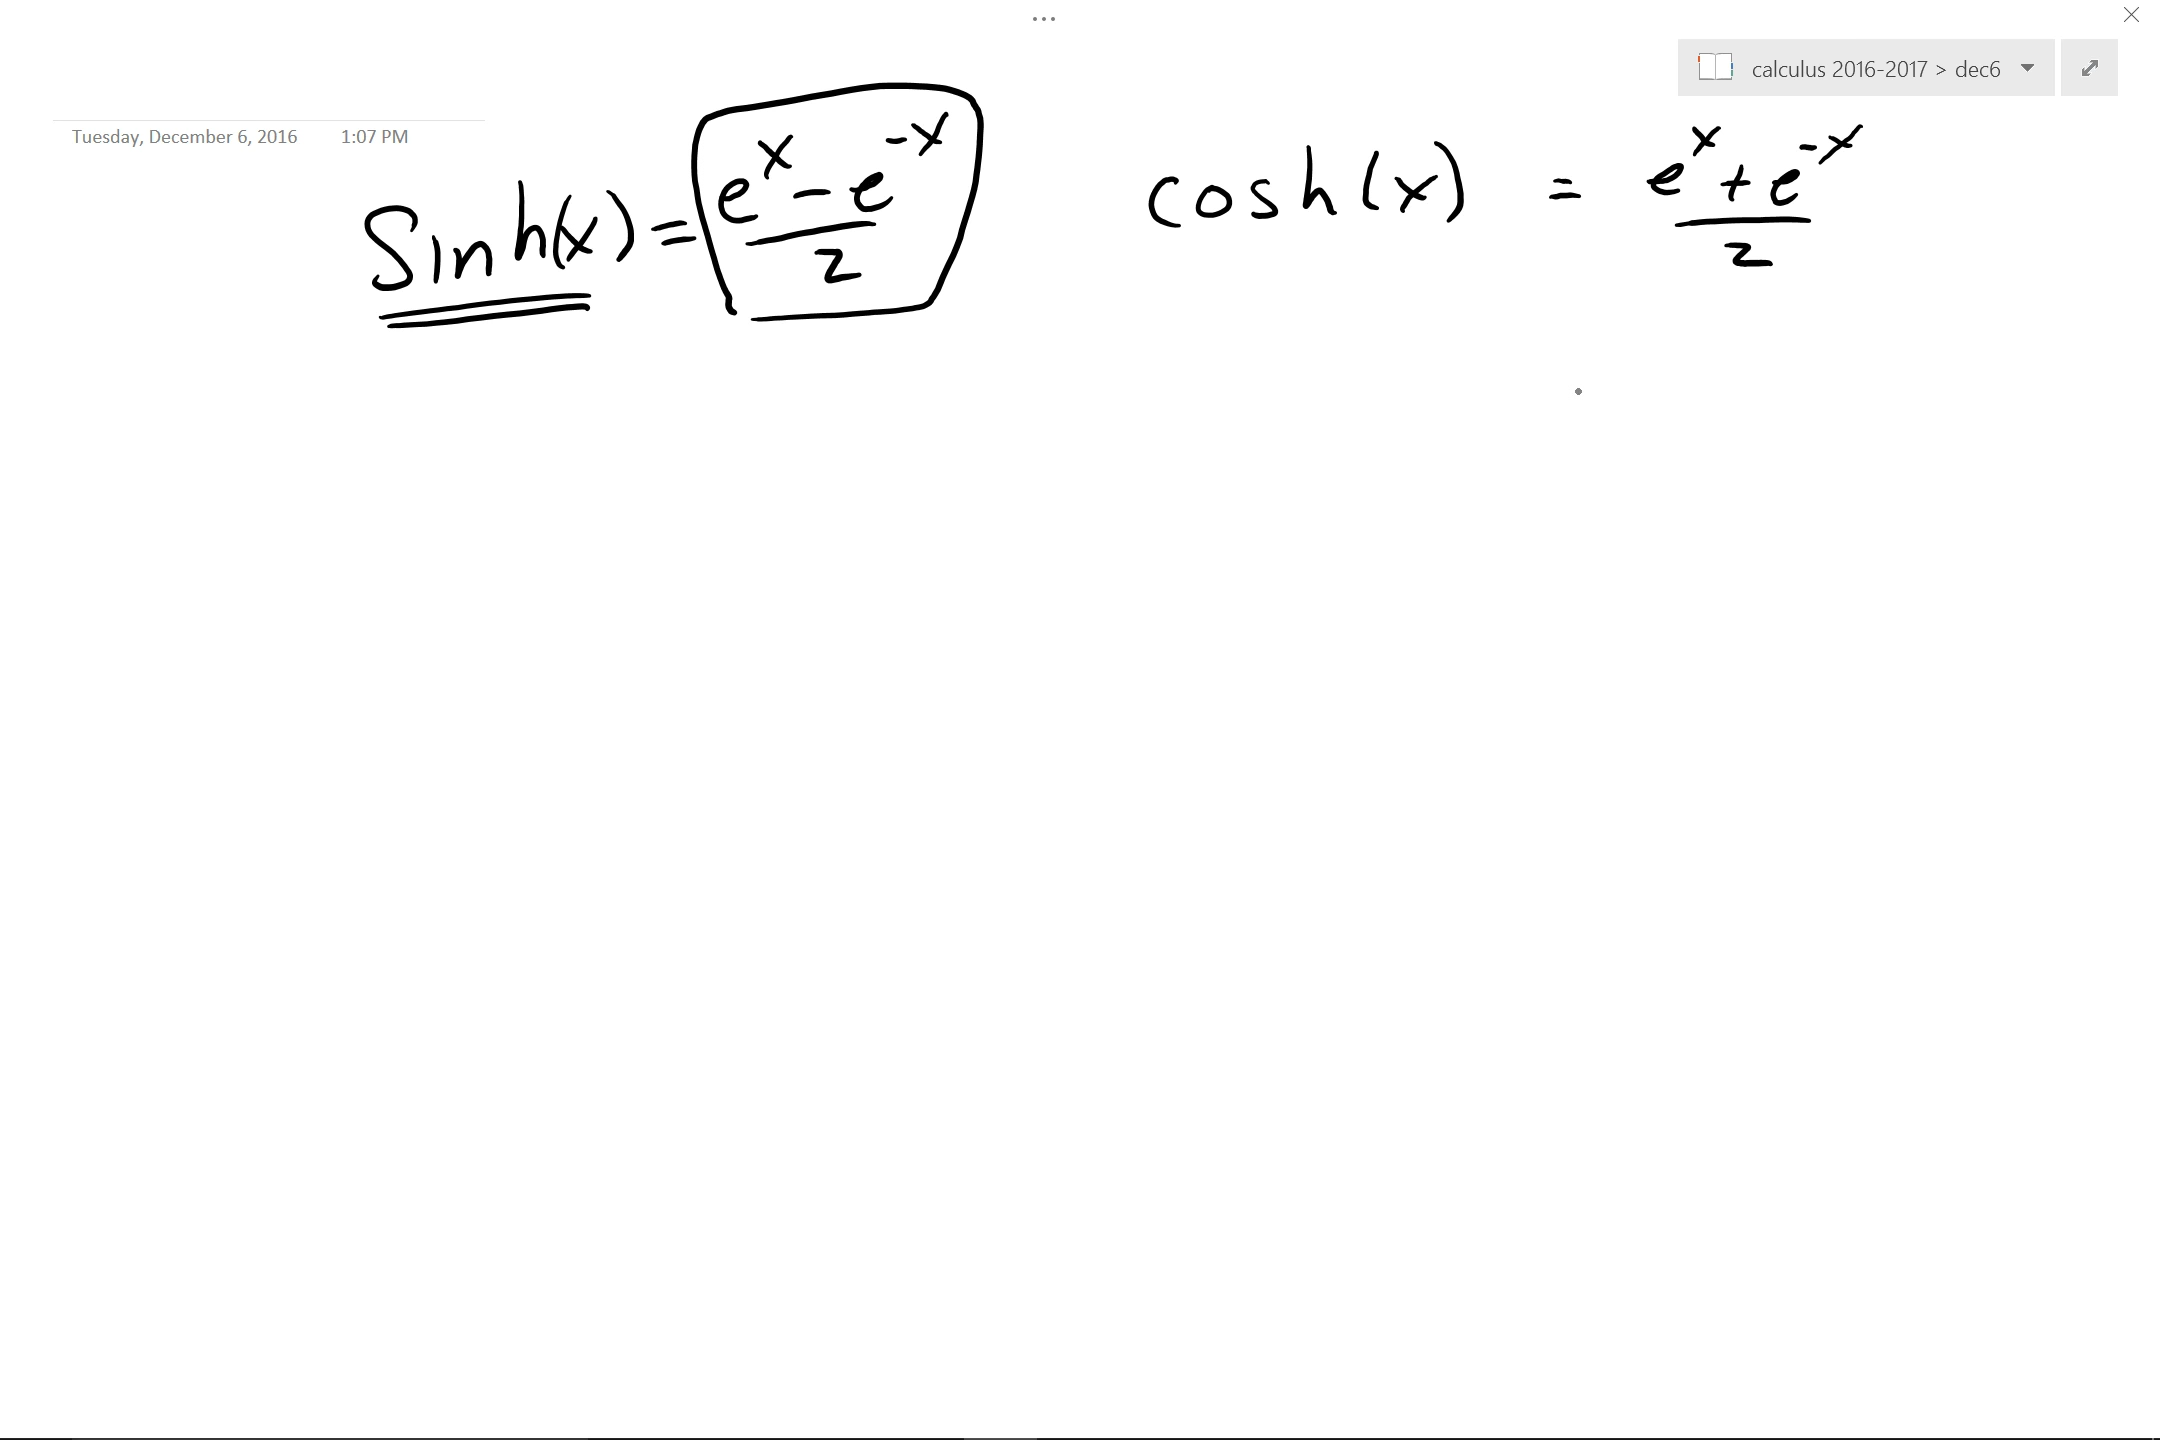 calculus 2016-2017 > dec6
Tuesday, December 6, 2016 1:07 PM
Sinh(x) = (e^x - e^-x)/2 cosh(x) = (e^x + e^-x)/2